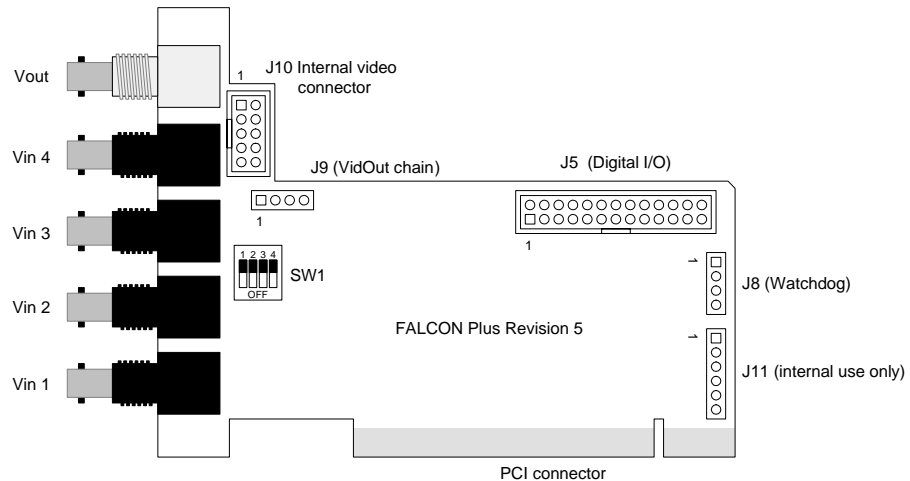 Vout
1
J10 Internal video
connector
Vin 4
J9 (VidOut chain)
J5 (Digital I/O)
1
1
Vin 3
1 2 3 4
OFF
SW1
1
J8 (Watchdog)
Vin 2
FALCON Plus Revision 5
1
J11 (internal use only)
Vin 1
PCI connector